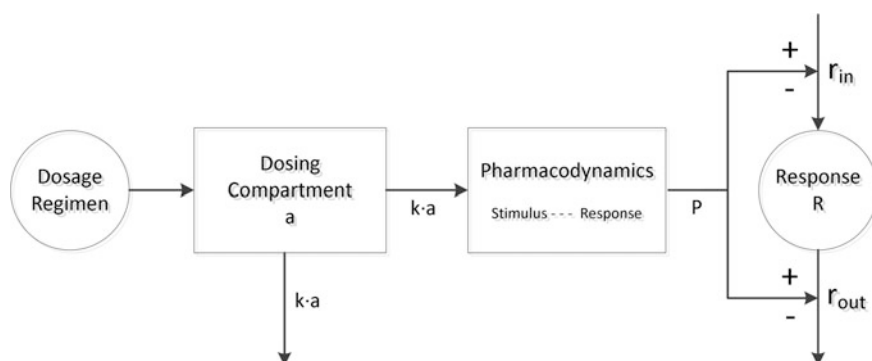 Dosage
Regimen
Dosing
Compartment
a
k·a
k·a
Pharmacodynamics
Stimulus - - - Response
P
+
-
r_in
Response
R
+
-
r_out